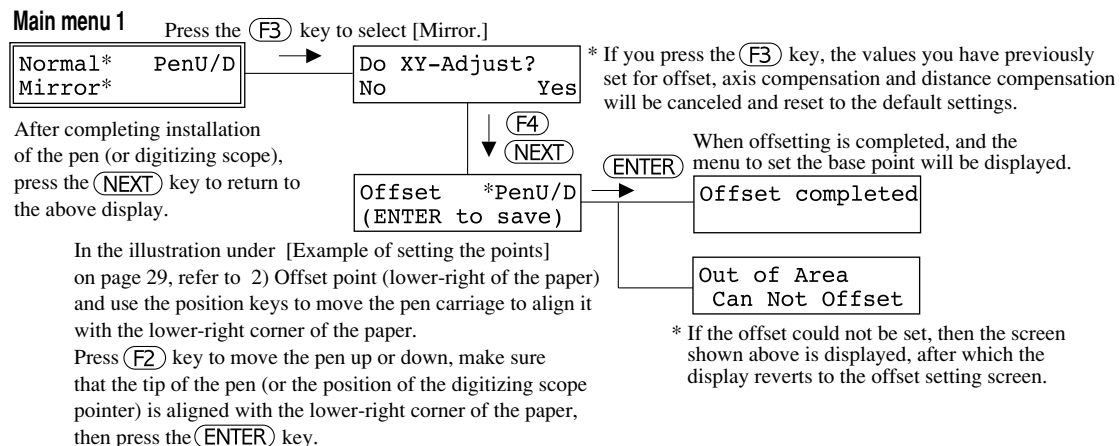 Main menu 1
Press the F3 key to select [Mirror.]
Normal* PenU/D
Mirror*
Do XY-Adjust?
No Yes
* If you press the F3 key, the values you have previously
set for offset, axis compensation and distance compensation
will be canceled and reset to the default settings.
After completing installation
of the pen (or digitizing scope),
press the NEXT key to return to
the above display.
F4
NEXT
ENTER
When offsetting is completed, and the
menu to set the base point will be displayed.
Offset *PenU/D
(ENTER to save)
Offset completed
In the illustration under [Example of setting the points]
on page 29, refer to 2) Offset point (lower-right of the paper)
and use the position keys to move the pen carriage to align it
with the lower-right corner of the paper.
Press F2 key to move the pen up or down, make sure
that the tip of the pen (or the position of the digitizing scope
pointer) is aligned with the lower-right corner of the paper,
then press the ENTER key.
Out of Area
Can Not Offset
* If the offset could not be set, then the screen
shown above is displayed, after which the
display reverts to the offset setting screen.